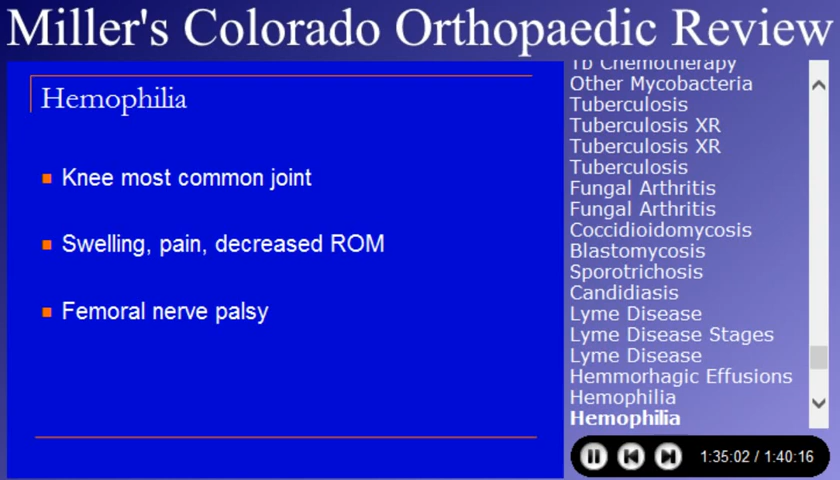 Miller's Colorado Orthopaedic Review
Hemophilia
Knee most common joint
Swelling, pain, decreased ROM
Femoral nerve palsy
Tb Chemotherapy
Other Mycobacteria
Tuberculosis
Tuberculosis XR
Tuberculosis XR
Tuberculosis
Fungal Arthritis
Fungal Arthritis
Coccidioidomycosis
Blastomycosis
Sporotrichosis
Candidiasis
Lyme Disease
Lyme Disease Stages
Lyme Disease
Hemmorhagic Effusions
Hemophilia
Hemophilia
1:35:02 / 1:40:16